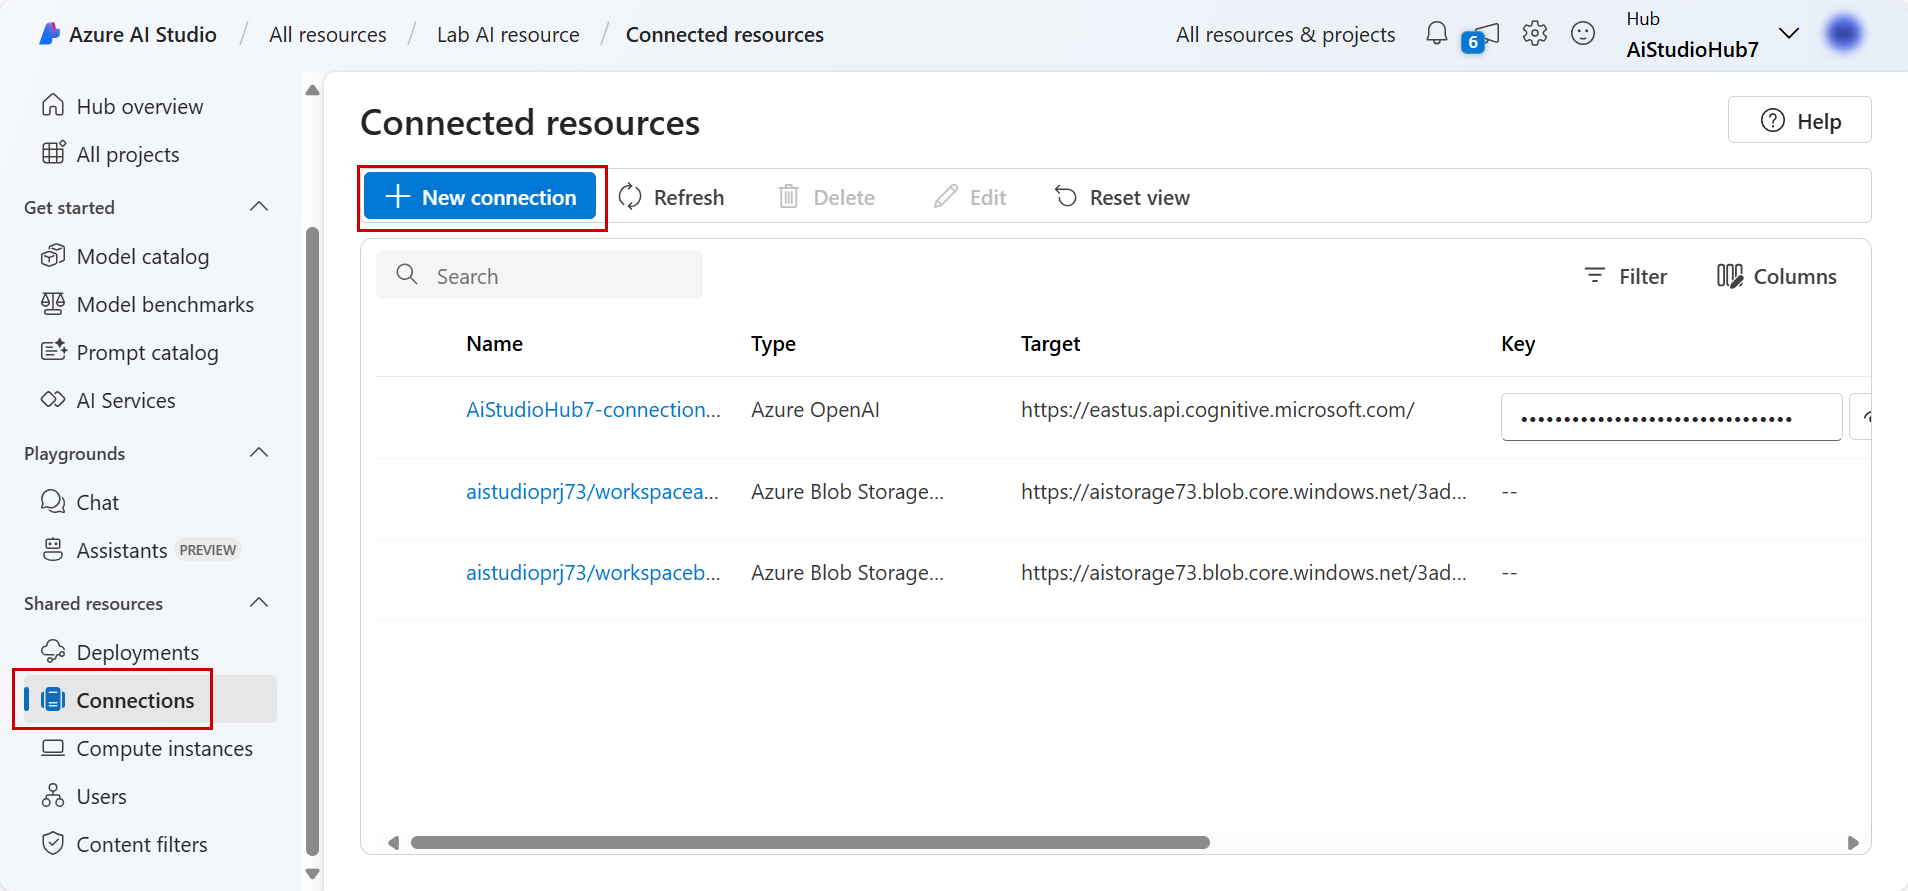 Azure AI Studio / All resources / Lab AI resource / Connected resources
All resources & projects
6
Hub
AiStudioHub7
Hub overview
All projects
Get started
Model catalog
Model benchmarks
Prompt catalog
AI Services
Playgrounds
Chat
Assistants PREVIEW
Shared resources
Deployments
Connections
Compute instances
Users
Content filters
Connected resources
Help
New connection Refresh Delete Edit Reset view
Search
Filter Columns
Name Type Target Key
AiStudioHub7-connection... Azure OpenAI https://eastus.api.cognitive.microsoft.com/ ••••••••••••••••••••••••••••••••
aistudioprj73/workspacea... Azure Blob Storage... https://aistorage73.blob.core.windows.net/3ad... --
aistudioprj73/workspaceb... Azure Blob Storage... https://aistorage73.blob.core.windows.net/3ad... --